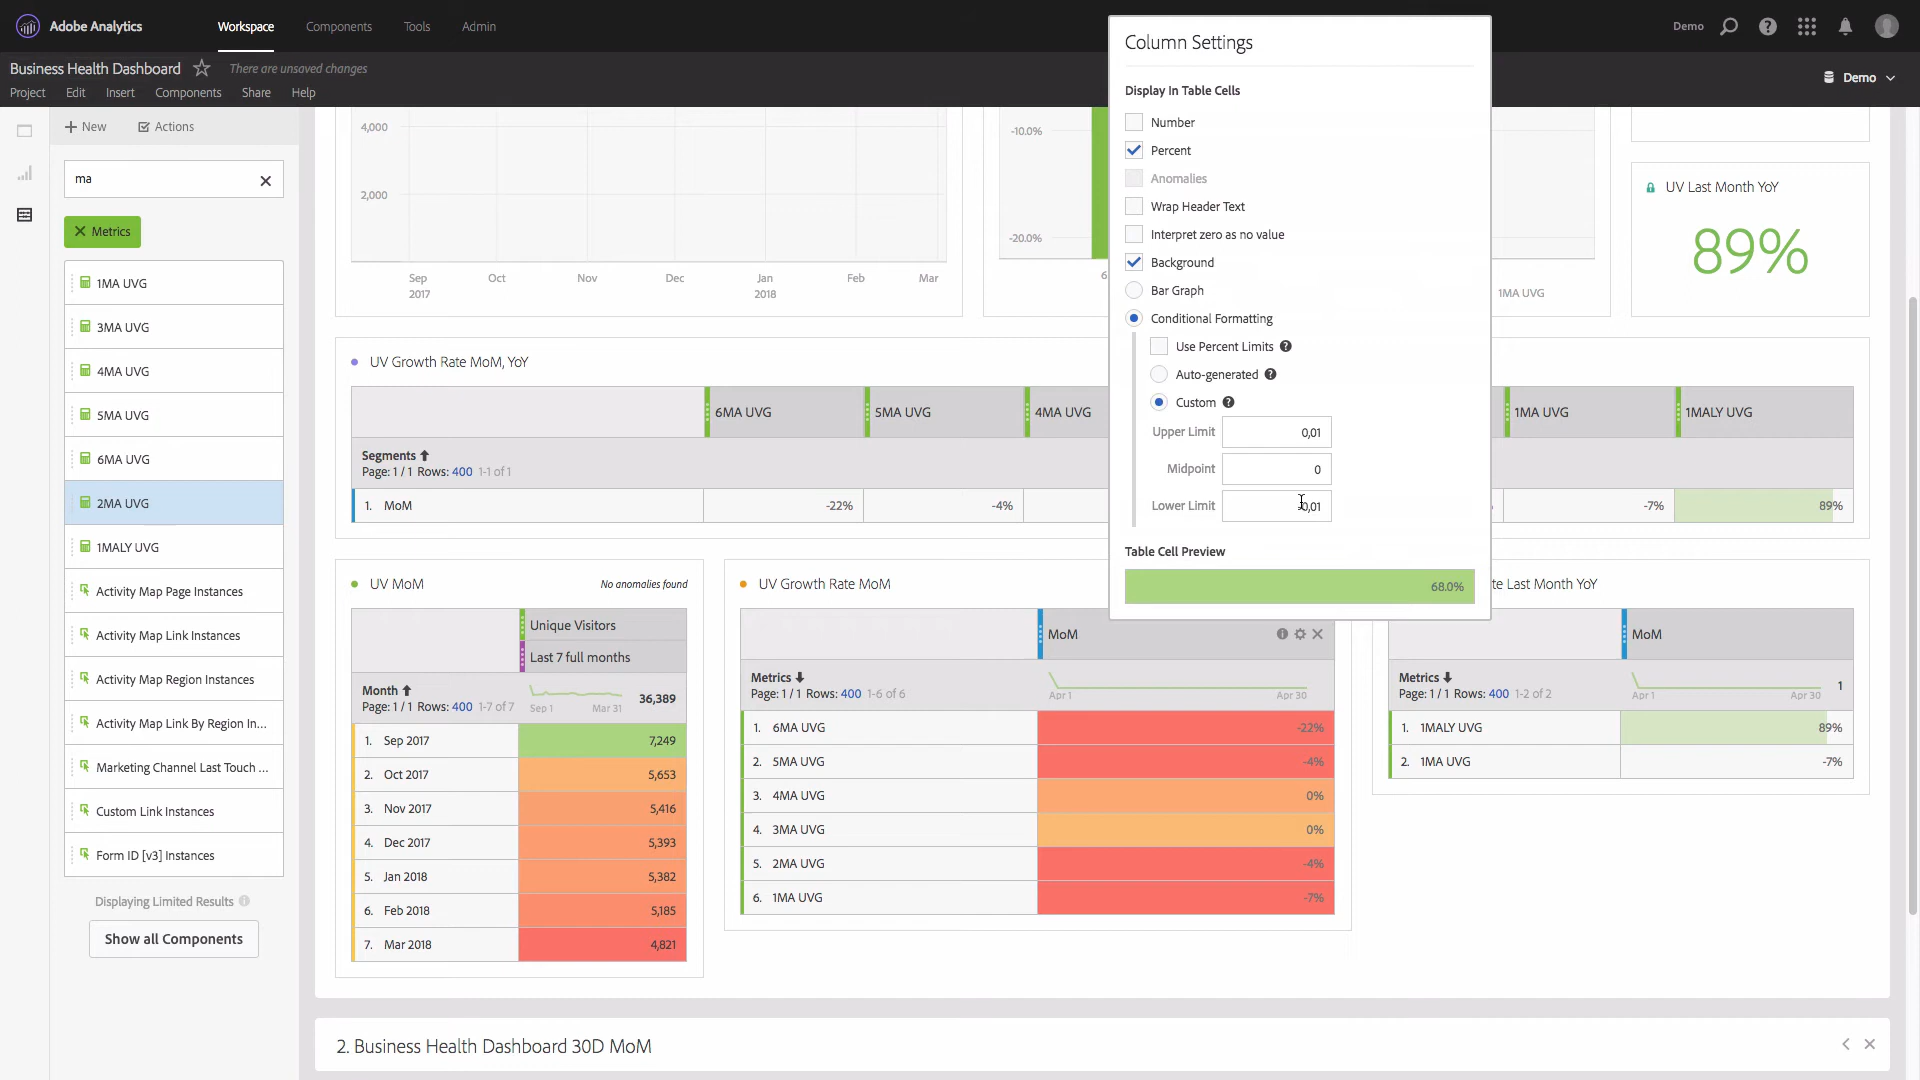 Adobe Analytics
Workspace
Components
Tools
Admin
Demo
Business Health Dashboard
There are unsaved changes
Demo
Project
Edit
Insert
Components
Share
Help
New
Actions
ma
Metrics
1MA UVG
3MA UVG
4MA UVG
5MA UVG
6MA UVG
2MA UVG
1MALY UVG
Activity Map Page Instances
Activity Map Link Instances
Activity Map Region Instances
Activity Map Link By Region In...
Marketing Channel Last Touch ...
Custom Link Instances
Form ID [v3] Instances
Displaying Limited Results
Show all Components
4,000
2,000
Sep
2017
Oct
Nov
Dec
Jan
2018
Feb
Mar
-10.0%
-20.0%
6
1MA UVG
UV Last Month YoY
89%
Column Settings
Display In Table Cells
Number
Percent
Anomalies
Wrap Header Text
Interpret zero as no value
Background
Bar Graph
Conditional Formatting
Use Percent Limits
Auto-generated
Custom
Upper Limit 0,01
Midpoint 0
Lower Limit -0,01
Table Cell Preview
68.0%
UV Growth Rate MoM, YoY
6MA UVG
5MA UVG
4MA UVG
1MA UVG
1MALY UVG
Segments
Page: 1 / 1 Rows: 400 1-1 of 1
1. MoM -22% -4% -7% 89%
UV MoM
No anomalies found
Unique Visitors
Last 7 full months
Month
Page: 1 / 1 Rows: 400 1-7 of 7
Sep 1 Mar 31
36,389
1. Sep 2017 7,249
2. Oct 2017 5,653
3. Nov 2017 5,416
4. Dec 2017 5,393
5. Jan 2018 5,382
6. Feb 2018 5,185
7. Mar 2018 4,821
UV Growth Rate MoM
MoM
Metrics
Page: 1 / 1 Rows: 400 1-6 of 6
Apr 1 Apr 30
1. 6MA UVG -22%
2. 5MA UVG -4%
3. 4MA UVG 0%
4. 3MA UVG 0%
5. 2MA UVG -4%
6. 1MA UVG -7%
te Last Month YoY
MoM
Metrics
Page: 1 / 1 Rows: 400 1-2 of 2
Apr 1 Apr 30
1
1. 1MALY UVG 89%
2. 1MA UVG -7%
2. Business Health Dashboard 30D MoM